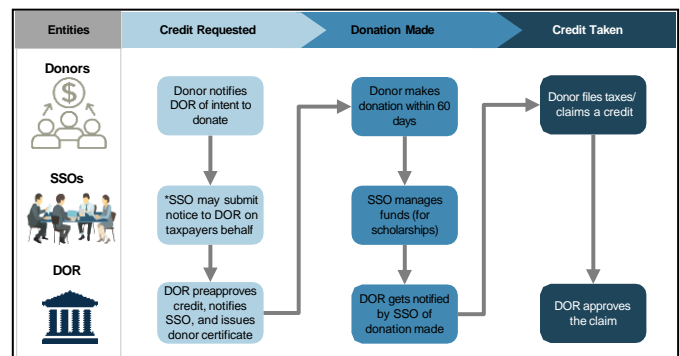 Entities
Credit Requested
Donation Made
Credit Taken
Donors
Donor notifies
DOR of intent to
donate
Donor makes
donation within 60
days
Donor files taxes/
claims a credit
SSOs
*SSO may submit
notice to DOR on
taxpayers behalf
SSO manages
funds (for
scholarships)
DOR
DOR preapproves
credit, notifies
SSO, and issues
donor certificate
DOR gets notified
by SSO of
donation made
DOR approves
the claim